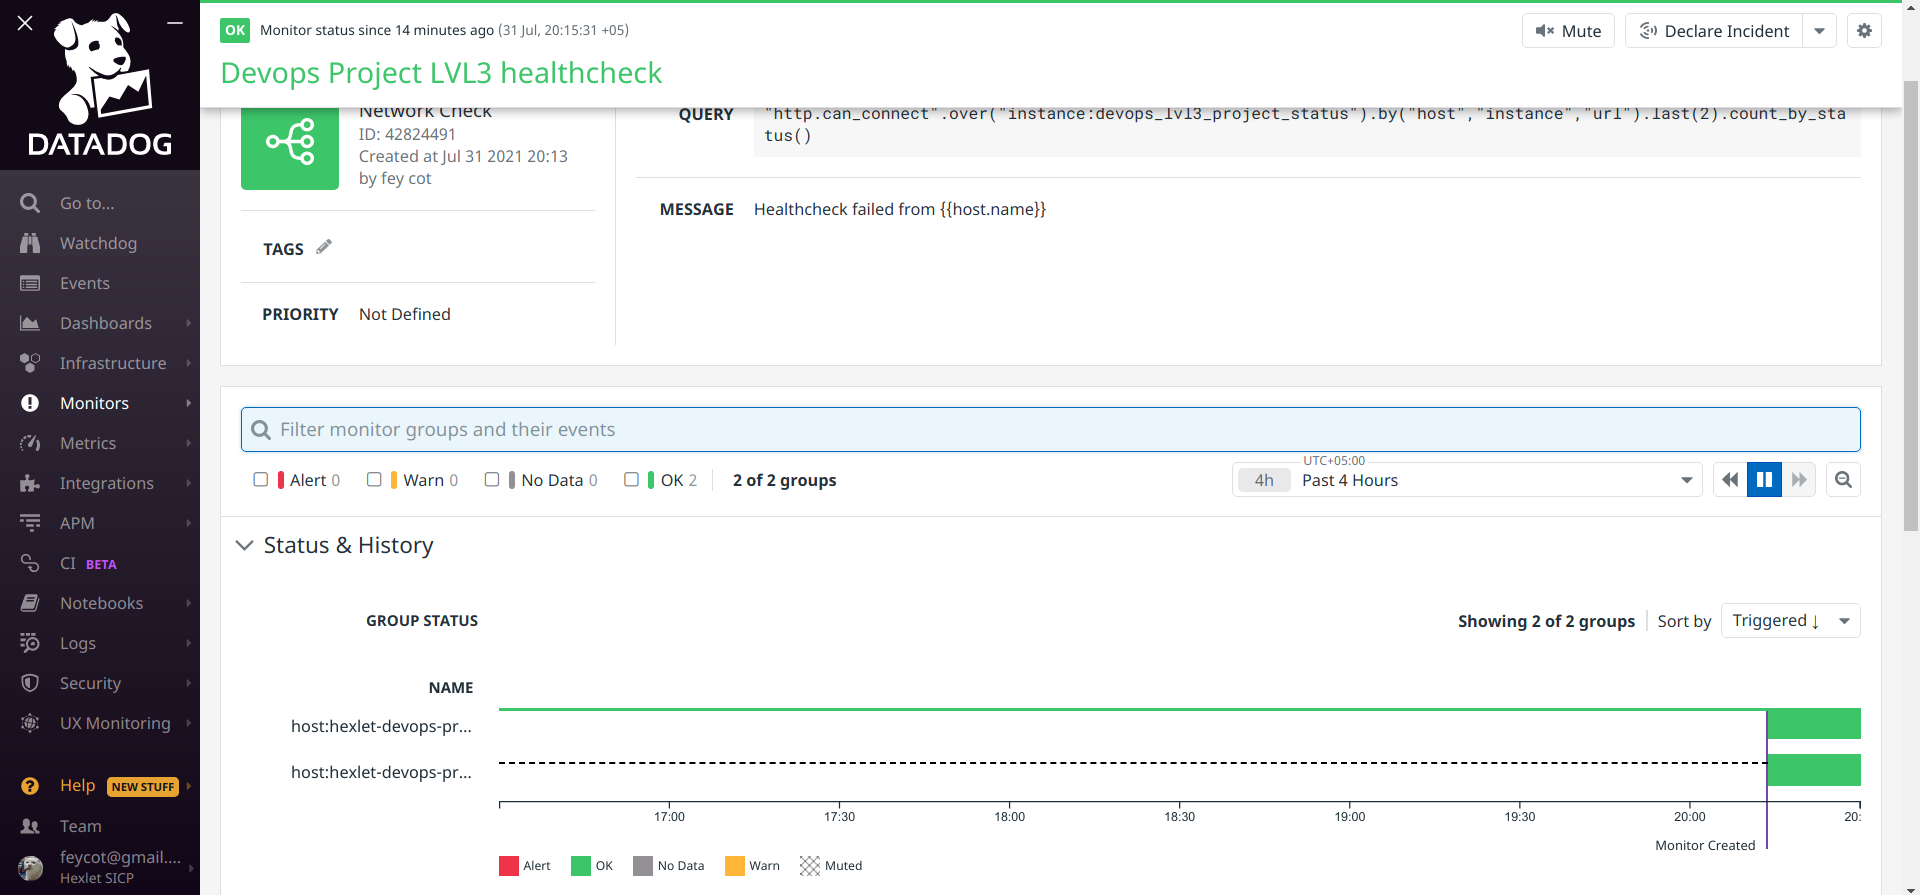 DATADOG
Go to...
Watchdog
Events
Dashboards
Infrastructure
Monitors
Metrics
Integrations
APM
CI BETA
Notebooks
Logs
Security
UX Monitoring
Help NEW STUFF
Team
feycot@gmail....
Hexlet SICP
OK Monitor status since 14 minutes ago (31 Jul, 20:15:31 +05)
Mute
Declare Incident
Devops Project LVL3 healthcheck
Network Check
ID: 42824491
Created at Jul 31 2021 20:13
by fey cot
TAGS
PRIORITY Not Defined
QUERY "http.can_connect".over("instance:devops_lvl3_project_status").by("host","instance","url").last(2).count_by_sta
tus()
MESSAGE Healthcheck failed from {{host.name}}
Filter monitor groups and their events
Alert 0 Warn 0 No Data 0 OK 2 2 of 2 groups
UTC+05:00
4h Past 4 Hours
Status & History
GROUP STATUS
Showing 2 of 2 groups Sort by Triggered ↓
NAME
host:hexlet-devops-pr...
host:hexlet-devops-pr...
17:00 17:30 18:00 18:30 19:00 19:30 20:00 20:
Monitor Created
Alert OK No Data Warn Muted